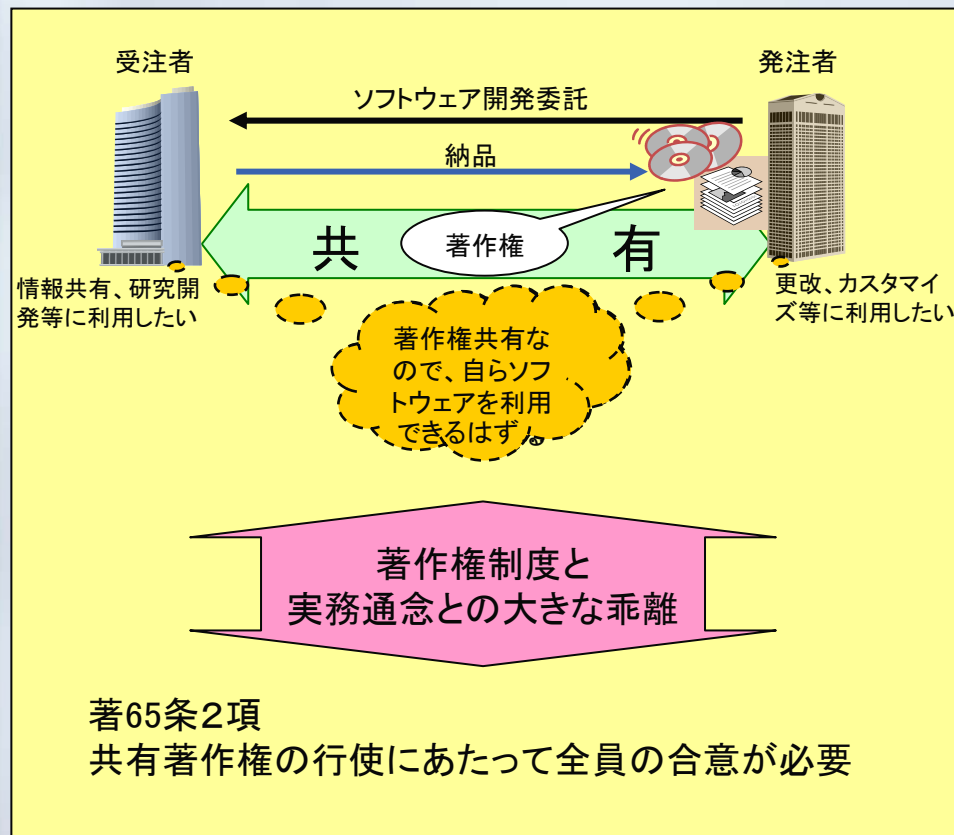 受注者
発注者
ソフトウェア開発委託
納品
共
著作権
有
情報共有、研究開
発等に利用したい
更改、カスタマイ
ズ等に利用したい
著作権共有な
ので、自らソフ
トウェアを利用
できるはず。
著作権制度と
実務通念との大きな乖離
著65条２項
共有著作権の行使にあたって全員の合意が必要